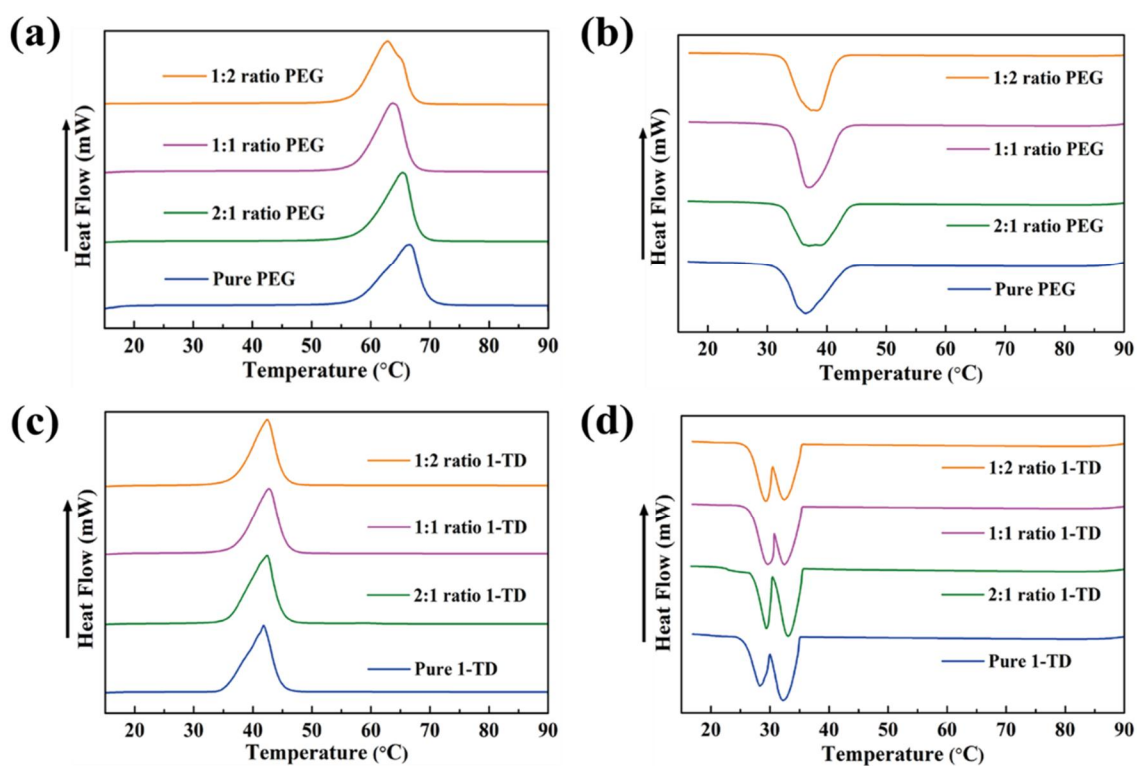 (a)
1:2 ratio PEG
1:1 ratio PEG
2:1 ratio PEG
Pure PEG
Heat Flow (mW)
20 30 40 50 60 70 80 90
Temperature (°C)
(b)
1:2 ratio PEG
1:1 ratio PEG
2:1 ratio PEG
Pure PEG
Heat Flow (mW)
20 30 40 50 60 70 80 90
Temperature (°C)
(c)
1:2 ratio 1-TD
1:1 ratio 1-TD
2:1 ratio 1-TD
Pure 1-TD
Heat Flow (mW)
20 30 40 50 60 70 80 90
Temperature (°C)
(d)
1:2 ratio 1-TD
1:1 ratio 1-TD
2:1 ratio 1-TD
Pure 1-TD
Heat Flow (mW)
20 30 40 50 60 70 80 90
Temperature (°C)